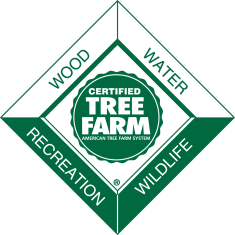 WOOD
WATER
CERTIFIED
TREE
FARM
AMERICAN TREE FARM SYSTEM
RECREATION
WILDLIFE
®